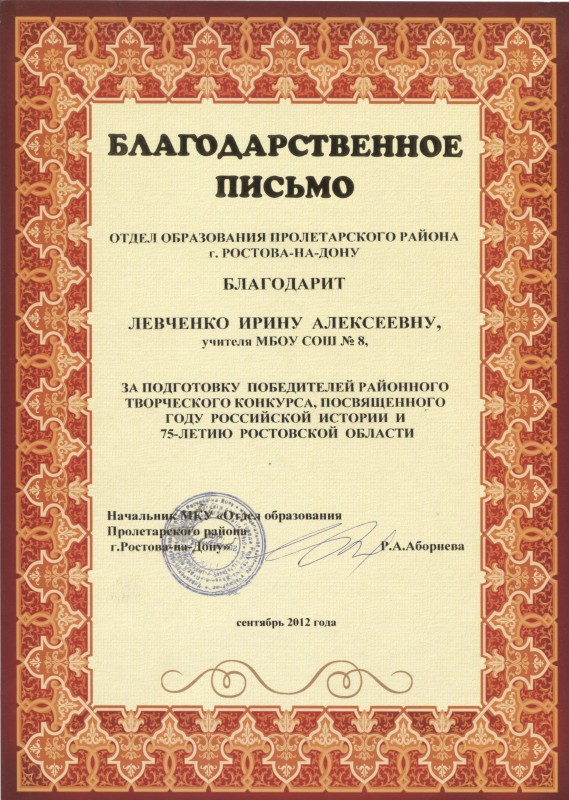 БЛАГОДАРСТВЕННОЕ
ПИСЬМО
ОТДЕЛ ОБРАЗОВАНИЯ ПРОЛЕТАРСКОГО РАЙОНА
г. РОСТОВА-НА-ДОНУ
БЛАГОДАРИТ
ЛЕВЧЕНКО ИРИНУ АЛЕКСЕЕВНУ,
учителя МБОУ СОШ № 8,
ЗА ПОДГОТОВКУ ПОБЕДИТЕЛЕЙ РАЙОННОГО
ТВОРЧЕСКОГО КОНКУРСА, ПОСВЯЩЕННОГО
ГОДУ РОССИЙСКОЙ ИСТОРИИ И
75-ЛЕТИЮ РОСТОВСКОЙ ОБЛАСТИ
Начальник МКУ «Отдел образования
Пролетарского района
г.Ростова-на-Дону»
Р.А.Аборнева
сентябрь 2012 года